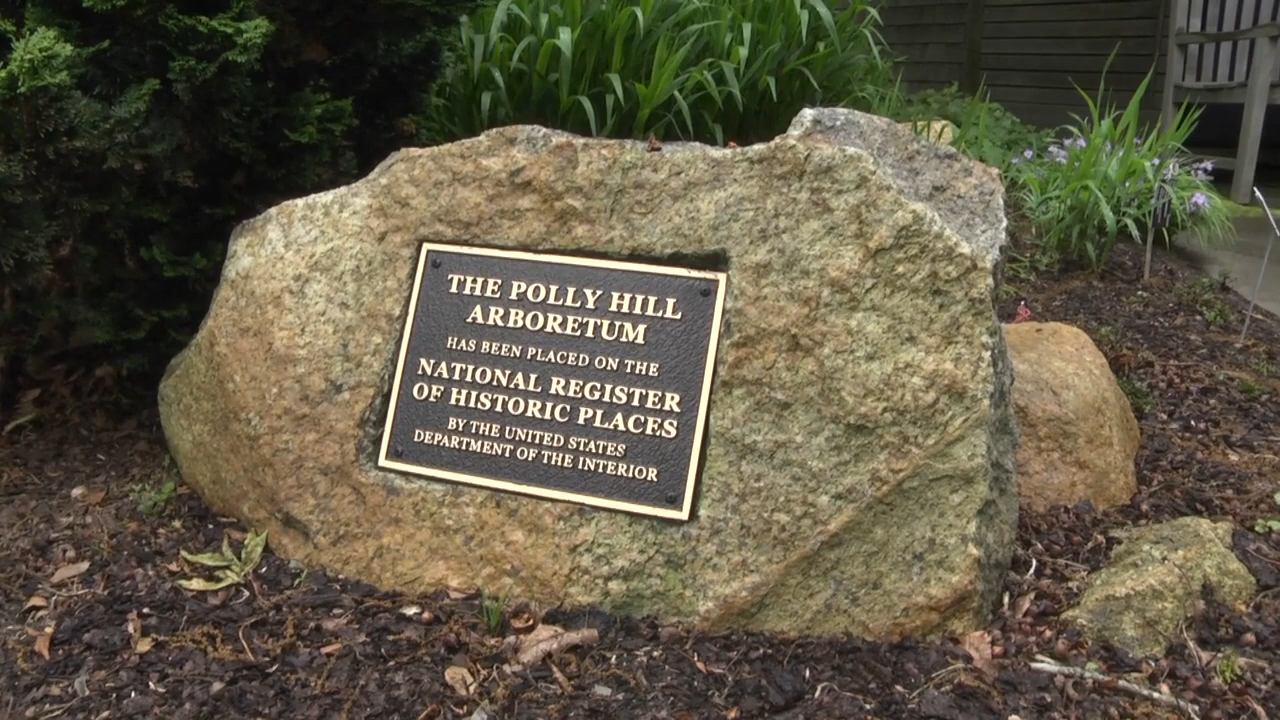 THE POLLY HILL
ARBORETUM
HAS BEEN PLACED ON THE
NATIONAL REGISTER
OF HISTORIC PLACES
BY THE UNITED STATES
DEPARTMENT OF THE INTERIOR